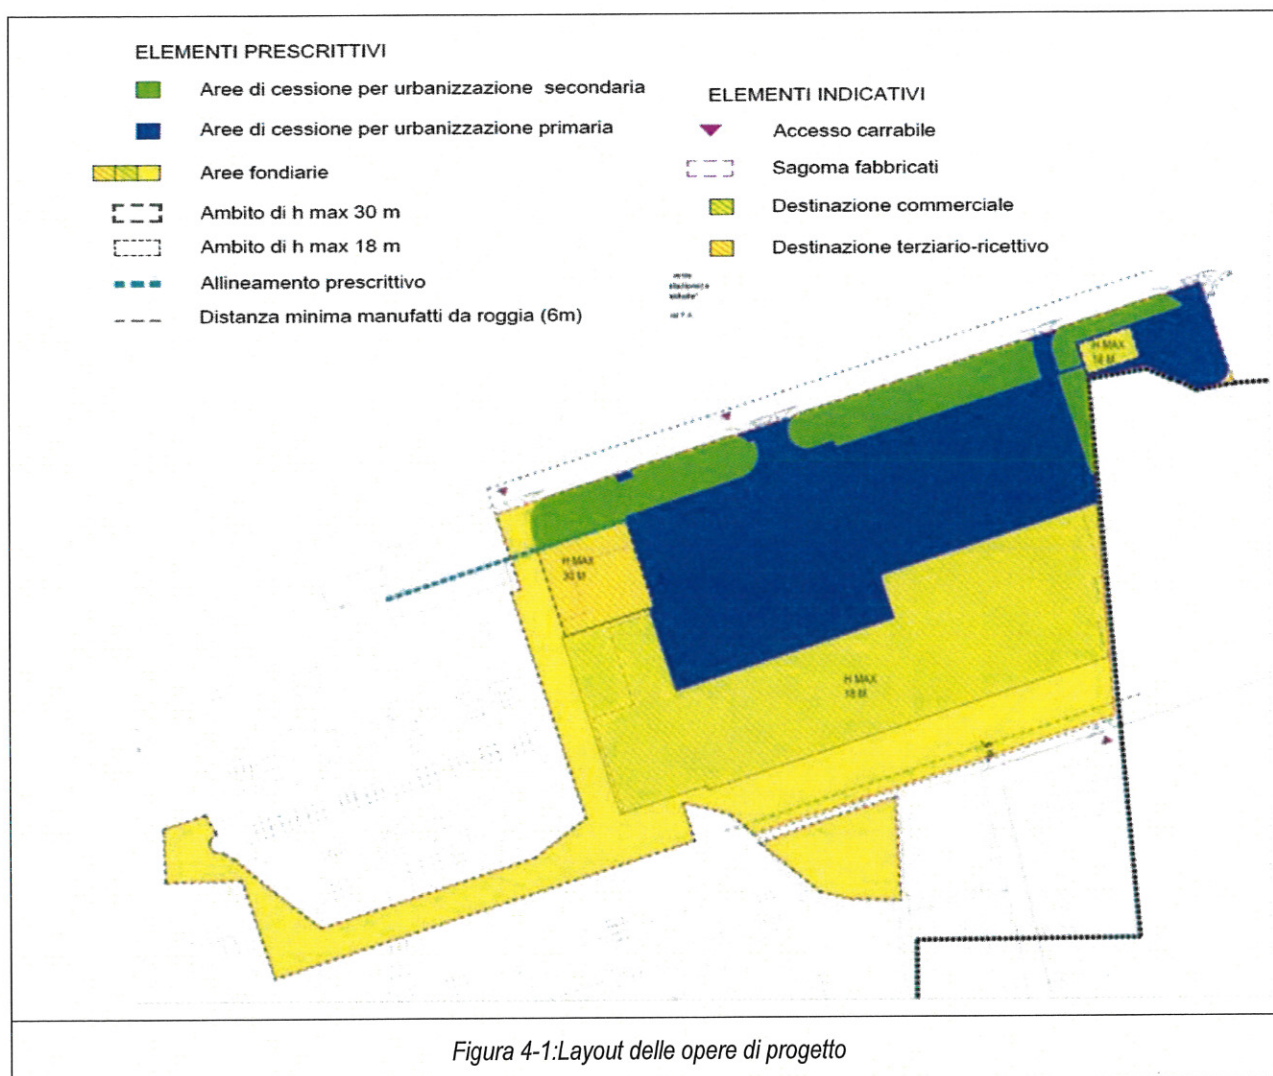 ELEMENTI PRESCRITTIVI
Aree di cessione per urbanizzazione secondaria
Aree di cessione per urbanizzazione primaria
Aree fondiarie
Ambito di h max 30 m
Ambito di h max 18 m
Allineamento prescrittivo
Distanza minima manufatti da roggia (6m)
ELEMENTI INDICATIVI
Accesso carrabile
Sagoma fabbricati
Destinazione commerciale
Destinazione terziario-ricettivo
H MAX
18 M
H MAX
30 M
H MAX
18 M
Figura 4-1:Layout delle opere di progetto